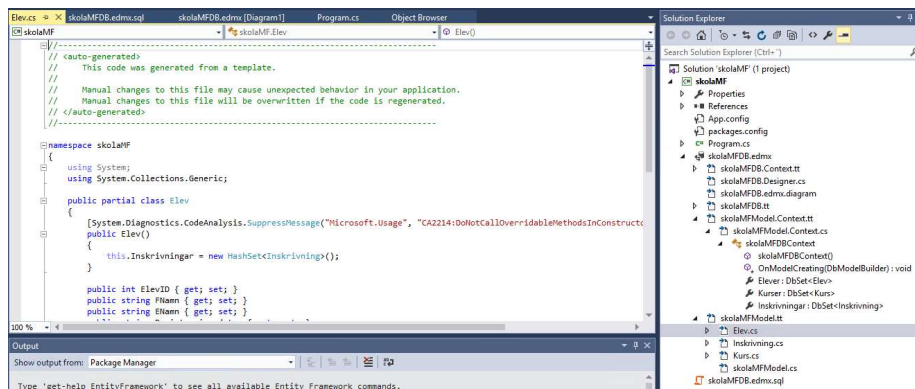 Elev.cs
skolaMFDB.edmx.sql
skolaMFDB.edmx [Diagram1]
Program.cs
Object Browser
skolaMF
skolaMF.Elev
Elev()
//------------------------------------------------------------------------------
// <auto-generated>
//     This code was generated from a template.
//
//     Manual changes to this file may cause unexpected behavior in your application.
//     Manual changes to this file will be overwritten if the code is regenerated.
// </auto-generated>
//------------------------------------------------------------------------------
namespace skolaMF
{
using System;
using System.Collections.Generic;
public partial class Elev
{
[System.Diagnostics.CodeAnalysis.SuppressMessage("Microsoft.Usage", "CA2214:DoNotCallOverridableMethodsInConstructo
public Elev()
{
this.Inskrivningar = new HashSet<Inskrivning>();
}
public int ElevID { get; set; }
public string FNamn { get; set; }
public string ENamn { get; set; }
100 %
Output
Show output from: Package Manager
Type 'get-help EntityFramework' to see all available Entity Framework commands.
Solution Explorer
Search Solution Explorer (Ctrl+¨)
Solution 'skolaMF' (1 project)
skolaMF
Properties
References
App.config
packages.config
Program.cs
skolaMFDB.edmx
skolaMFDB.Context.tt
skolaMFDB.Designer.cs
skolaMFDB.edmx.diagram
skolaMFDB.tt
skolaMFModel.Context.tt
skolaMFModel.Context.cs
skolaMFDBContext
skolaMFDBContext()
OnModelCreating(DbModelBuilder) : void
Elever : DbSet<Elev>
Kurser : DbSet<Kurs>
Inskrivningar : DbSet<Inskrivning>
skolaMFModel.tt
Elev.cs
Inskrivning.cs
Kurs.cs
skolaMFModel.cs
skolaMFDB.edmx.sql